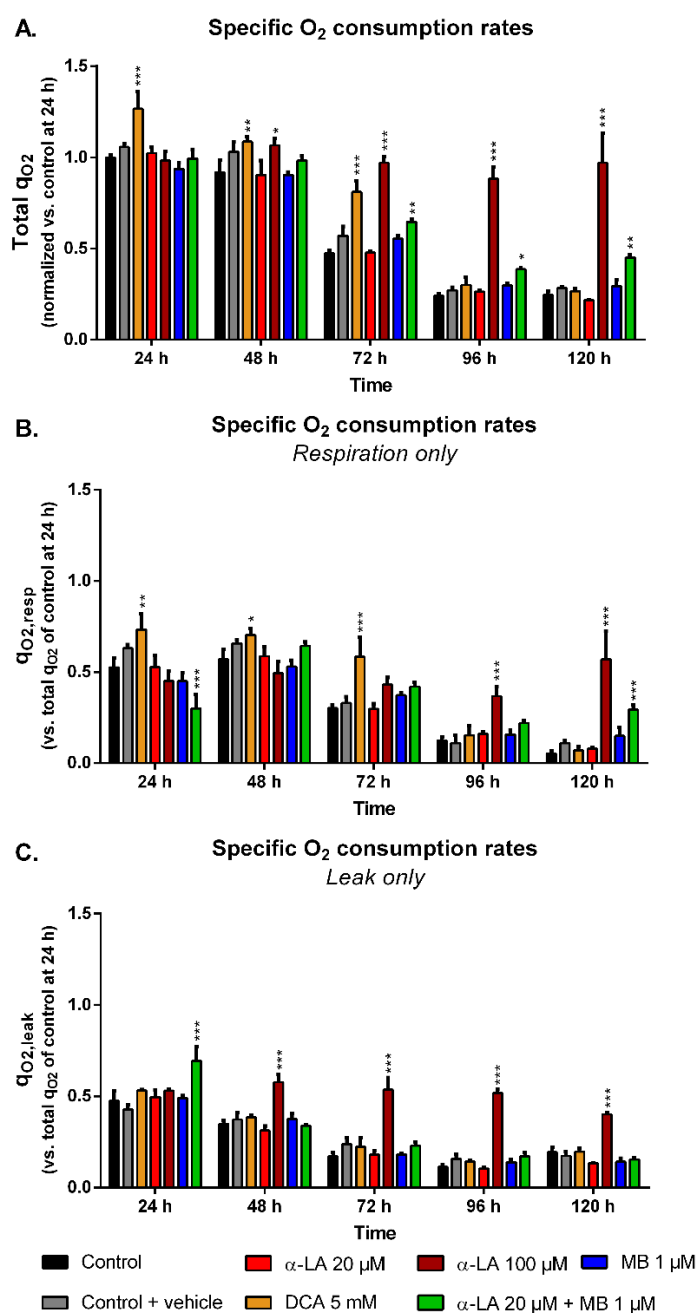 A.
Specific O₂ consumption rates
Total qO2
(normalized vs. control at 24 h)
1.5
1.0
0.5
0.0
***
**
*
***
***
**
***
*
***
**
24 h 48 h 72 h 96 h 120 h
Time
B.
Specific O₂ consumption rates
Respiration only
qO2,resp
(vs. total qO2 of control at 24 h)
1.5
1.0
0.5
0.0
**
***
*
***
***
***
***
24 h 48 h 72 h 96 h 120 h
Time
C.
Specific O₂ consumption rates
Leak only
qO2,leak
(vs. total qO2 of control at 24 h)
1.5
1.0
0.5
0.0
***
***
***
***
***
24 h 48 h 72 h 96 h 120 h
Time
Control α-LA 20 µM α-LA 100 µM MB 1 µM
Control + vehicle DCA 5 mM α-LA 20 µM + MB 1 µM